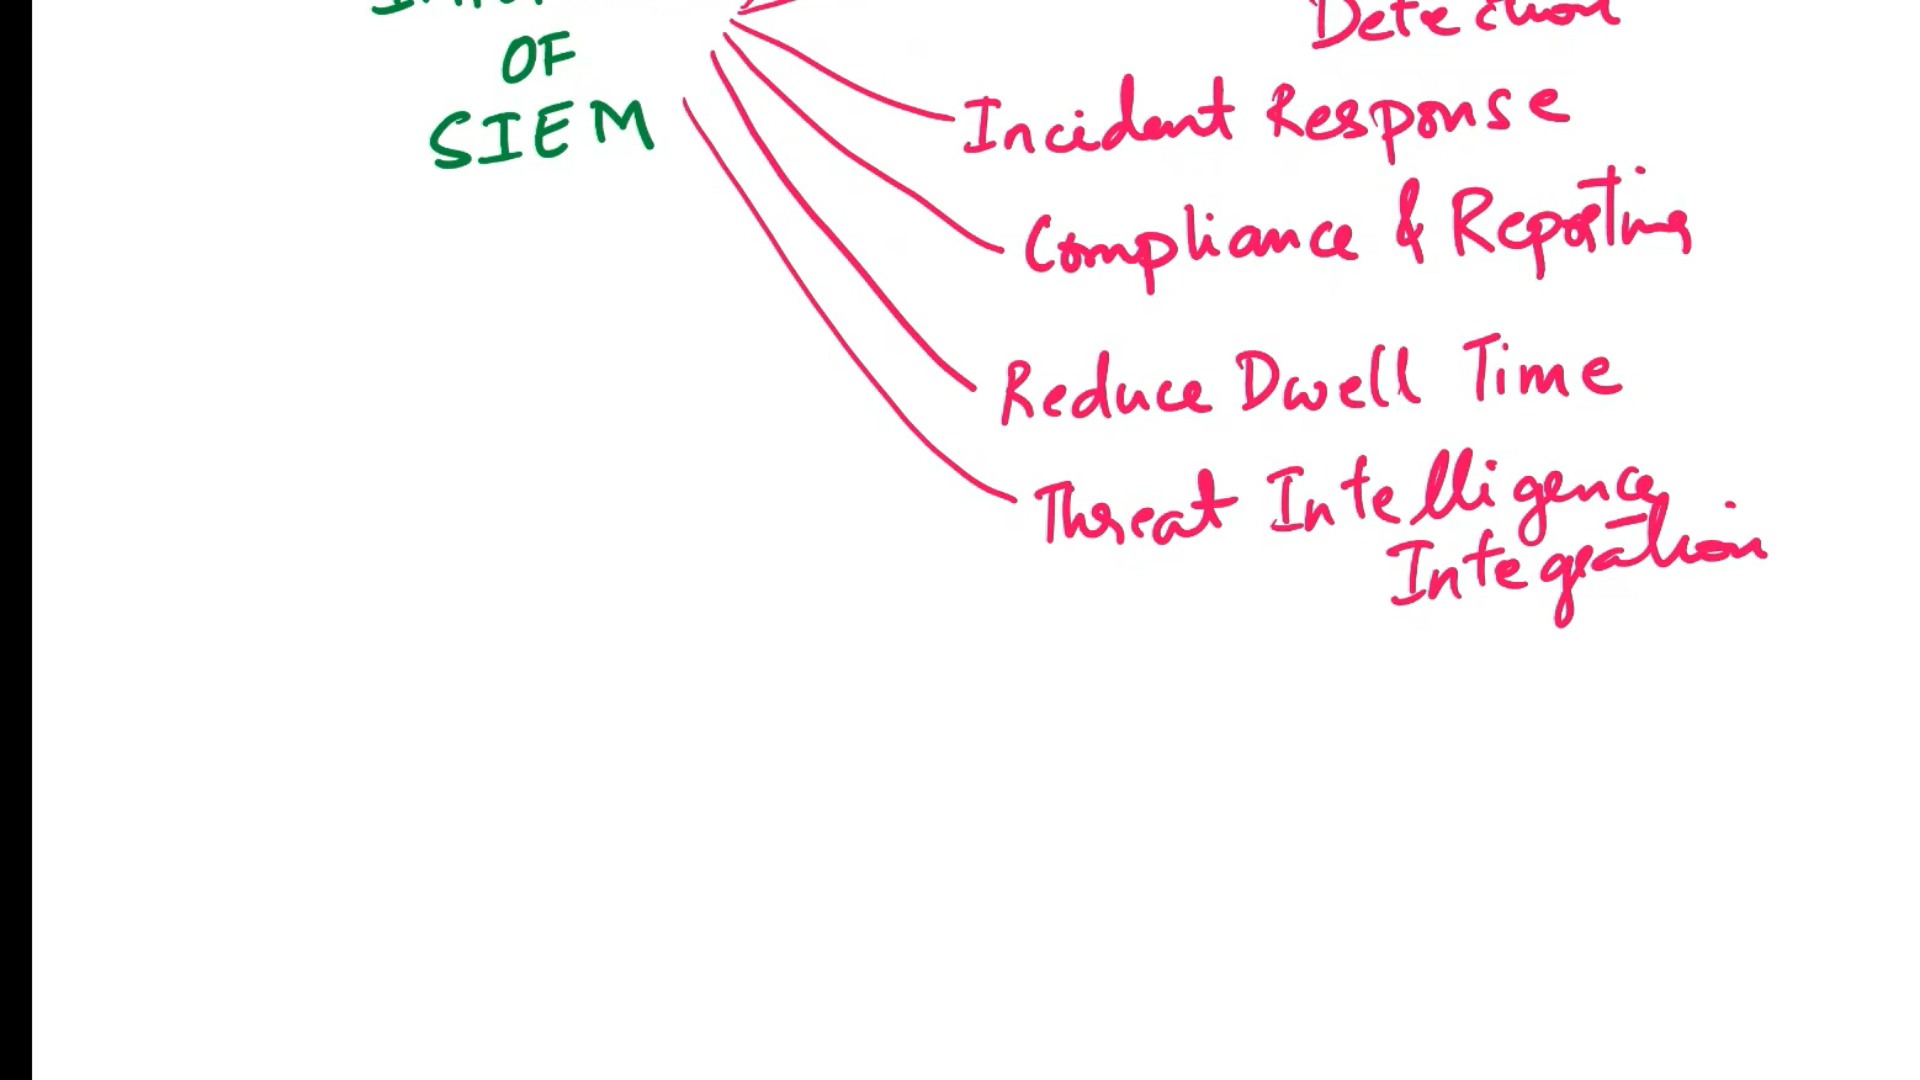 Detection
OF
SIEM
Incident Response
Compliance & Reporting
Reduce Dwell Time
Threat Intelligence
Integration